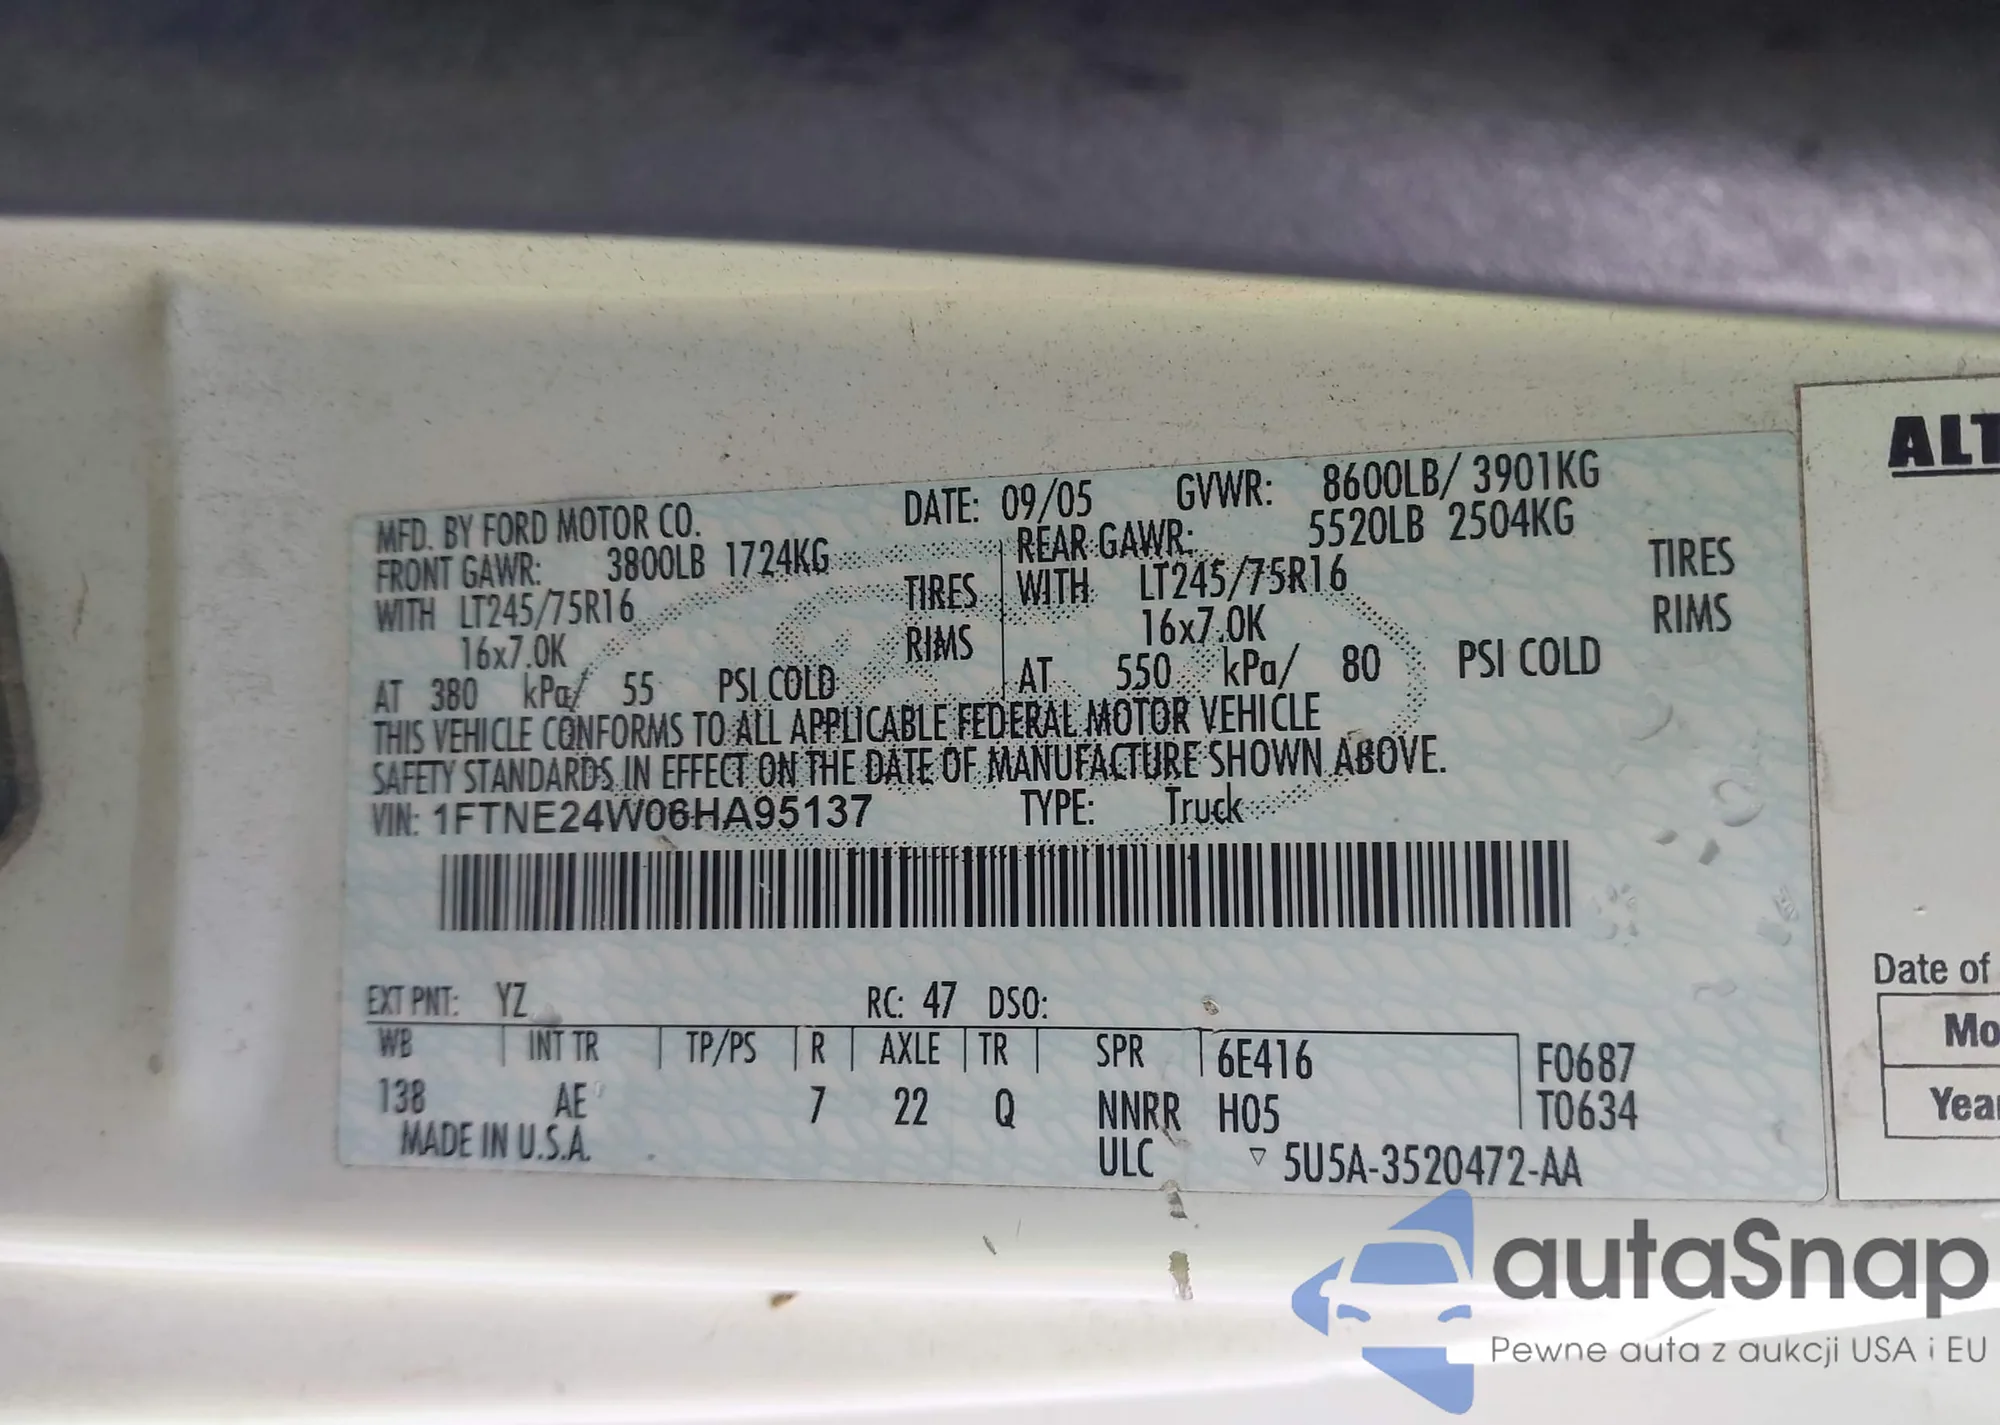 MFD. BY FORD MOTOR CO. DATE: 09/05 GVWR: 8600LB/ 3901KG
FRONT GAWR: 3800LB 1724KG REAR GAWR: 5520LB 2504KG
WITH LT245/75R16 TIRES WITH LT245/75R16 TIRES
16x7.0K RIMS 16x7.0K RIMS
AT 380 kPa/ 55 PSI COLD AT 550 kPa/ 80 PSI COLD
THIS VEHICLE CONFORMS TO ALL APPLICABLE FEDERAL MOTOR VEHICLE
SAFETY STANDARDS IN EFFECT ON THE DATE OF MANUFACTURE SHOWN ABOVE.
VIN: 1FTNE24W06HA95137 TYPE: Truck
EXT PNT: YZ RC: 47 DSO:
WB INT TR TP/PS R AXLE TR SPR 6E416 F0687
138 AE 7 22 Q NNRR H05 T0634
MADE IN U.S.A. ULC ▽ 5U5A-3520472-AA
ALT
Date of
Mo
Yea
autaSnap
Pewne auta z aukcji USA i EU